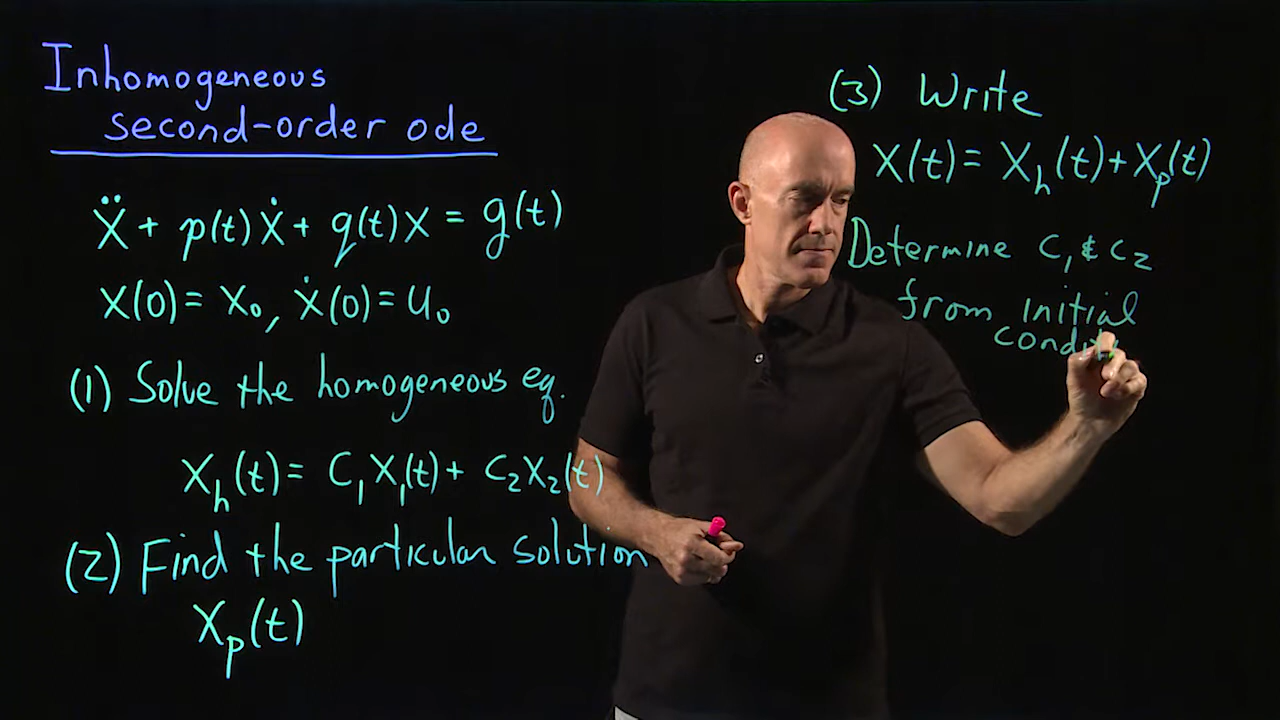 Inhomogeneous
second-order ode
ẍ + p(t)ẋ + q(t)x = g(t)
x(0) = x₀, ẋ(0) = u₀
(1) Solve the homogeneous eq.
xₕ(t) = c₁x₁(t) + c₂x₂(t)
(2) Find the particular solution
xₚ(t)
(3) Write
x(t) = xₕ(t) + xₚ(t)
Determine c₁ & c₂
from initial